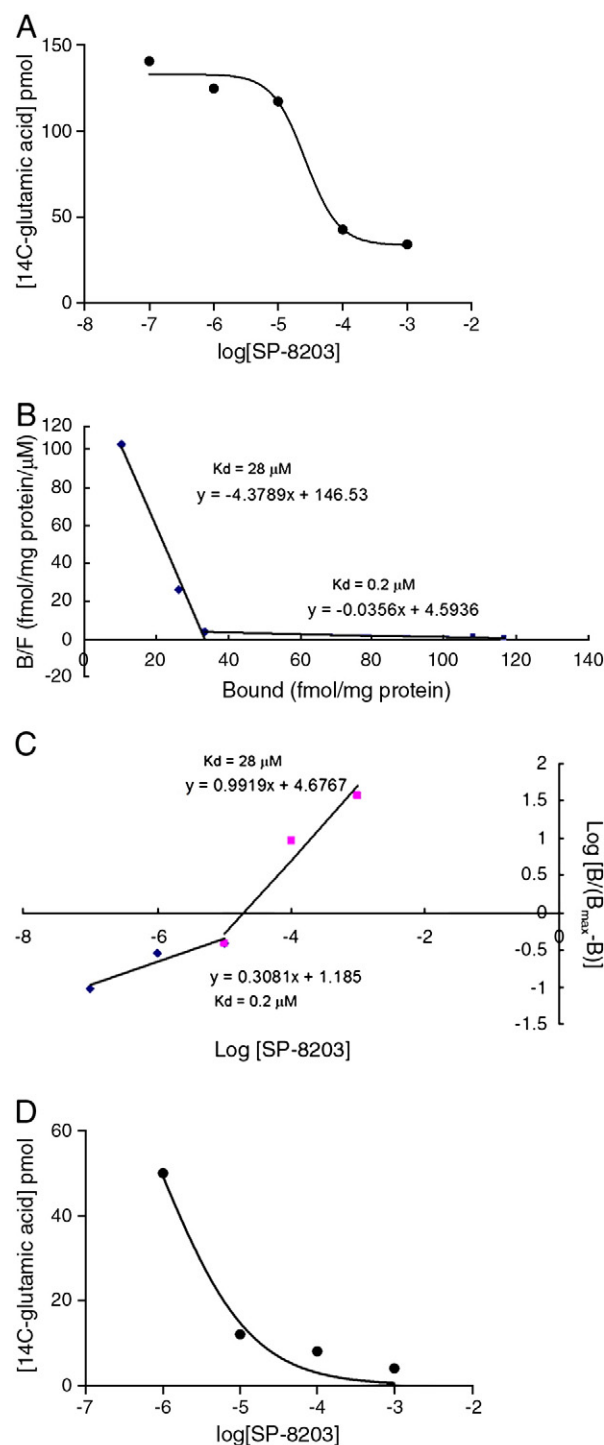 A
[14C-glutamic acid] pmol
150
100
50
0
-8 -7 -6 -5 -4 -3 -2
log[SP-8203]
B
B/F (fmol/mg protein/μM)
120
100
80
60
40
20
0
-20
Kd = 28 μM
y = -4.3789x + 146.53
Kd = 0.2 μM
y = -0.0356x + 4.5936
0 20 40 60 80 100 120 140
Bound (fmol/mg protein)
C
Kd = 28 μM
y = 0.9919x + 4.6767
2
1.5
1
0.5
0
-0.5
-1
-1.5
Log [B/(Bmax-B)]
-8 -6 -4 -2 0
y = 0.3081x + 1.185
Kd = 0.2 μM
Log [SP-8203]
D
[14C-glutamic acid] pmol
60
40
20
0
-7 -6 -5 -4 -3 -2
log[SP-8203]